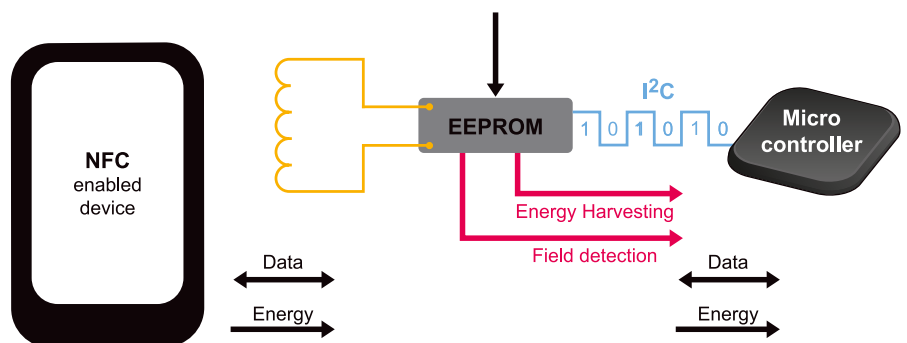 NFC
enabled
device
EEPROM
I²C
1 0 1 0 1 0
Micro
controller
Energy Harvesting
Field detection
Data
Energy
Data
Energy